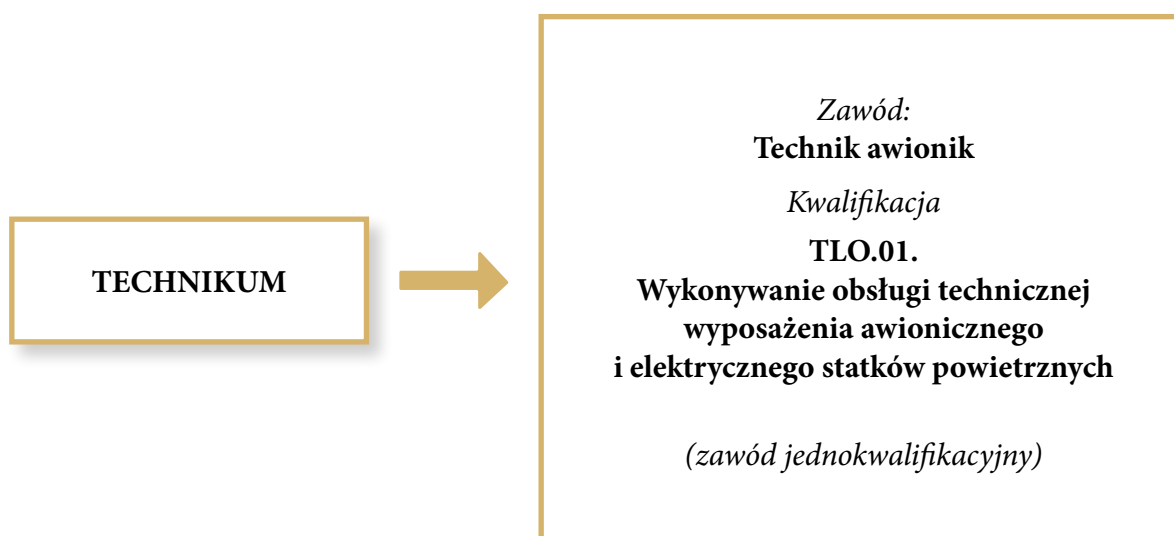 TECHNIKUM
Zawód:
Technik awionik
Kwalifikacja
TLO.01.
Wykonywanie obsługi technicznej
wyposażenia awionicznego
i elektrycznego statków powietrznych
(zawód jednokwalifikacyjny)